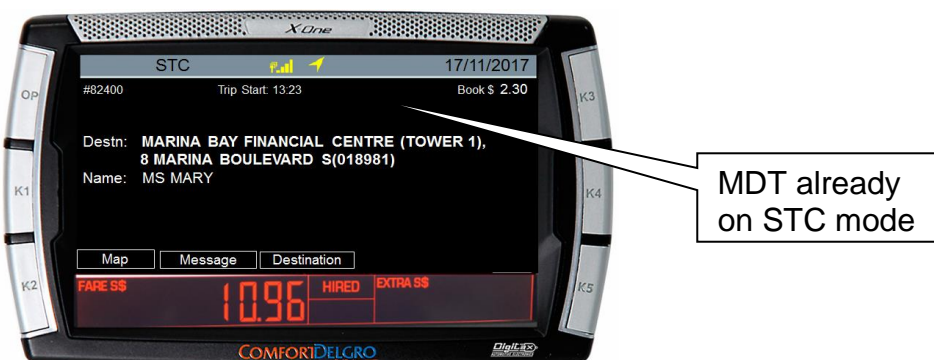 X-One
STC 17/11/2017
#82400 Trip Start: 13:23 Book $ 2.30
OP
K3
Destn: MARINA BAY FINANCIAL CENTRE (TOWER 1),
8 MARINA BOULEVARD S(018981)
Name: MS MARY
K1
K4
MDT already
on STC mode
Map Message Destination
K2
FARE S$ 10.96 HIRED EXTRA S$
K5
COMFORTDELGRO
Digitax
AUTOMOTIVE ELECTRONICS